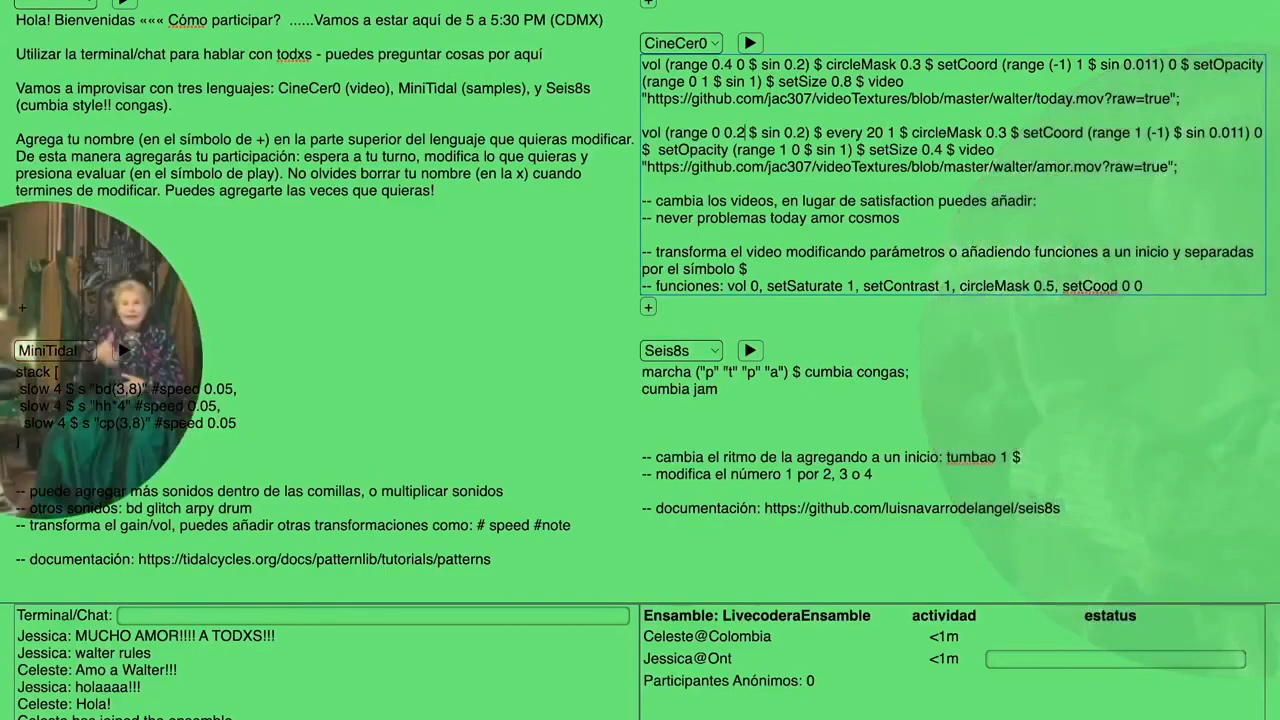 Hola! Bienvenidas ««« Cómo participar?  ......Vamos a estar aquí de 5 a 5:30 PM (CDMX)
Utilizar la terminal/chat para hablar con todxs - puedes preguntar cosas por aquí
Vamos a improvisar con tres lenguajes: CineCer0 (video), MiniTidal (samples), y Seis8s
(cumbia style!! congas).
Agrega tu nombre (en el símbolo de +) en la parte superior del lenguaje que quieras modificar.
De esta manera agregarás tu participación: espera a tu turno, modifica lo que quieras y
presiona evaluar (en el símbolo de play). No olvides borrar tu nombre (en la x) cuando
termines de modificar. Puedes agregarte las veces que quieras!
+
CineCer0
vol (range 0.4 0 $ sin 0.2) $ circleMask 0.3 $ setCoord (range (-1) 1 $ sin 0.011) 0 $ setOpacity
(range 0 1 $ sin 1) $ setSize 0.8 $ video
"https://github.com/jac307/videoTextures/blob/master/walter/today.mov?raw=true";
vol (range 0 0.2 $ sin 0.2) $ every 20 1 $ circleMask 0.3 $ setCoord (range 1 (-1) $ sin 0.011) 0
$  setOpacity (range 1 0 $ sin 1) $ setSize 0.4 $ video
"https://github.com/jac307/videoTextures/blob/master/walter/amor.mov?raw=true";
-- cambia los videos, en lugar de satisfaction puedes añadir:
-- never problemas today amor cosmos
-- transforma el video modificando parámetros o añadiendo funciones a un inicio y separadas
por el símbolo $
-- funciones: vol 0, setSaturate 1, setContrast 1, circleMask 0.5, setCood 0 0
+
+
MiniTidal
stack [
slow 4 $ s "bd(3,8)" #speed 0.05,
slow 4 $ s "hh*4" #speed 0.05,
slow 4 $ s "cp(3,8)" #speed 0.05
]
-- puede agregar más sonidos dentro de las comillas, o multiplicar sonidos
-- otros sonidos: bd glitch arpy drum
-- transforma el gain/vol, puedes añadir otras transformaciones como: # speed #note
-- documentación: https://tidalcycles.org/docs/patternlib/tutorials/patterns
Seis8s
marcha ("p" "t" "p" "a") $ cumbia congas;
cumbia jam
-- cambia el ritmo de la agregando a un inicio: tumbao 1 $
-- modifica el número 1 por 2, 3 o 4
-- documentación: https://github.com/luisnavarrodelangel/seis8s
Terminal/Chat:
Jessica: MUCHO AMOR!!!! A TODXS!!!
Jessica: walter rules
Celeste: Amo a Walter!!!
Jessica: holaaaa!!!
Celeste: Hola!
Celeste has joined the ensemble
Ensamble: LivecoderaEnsamble actividad estatus
Celeste@Colombia <1m
Jessica@Ont <1m
Participantes Anónimos: 0